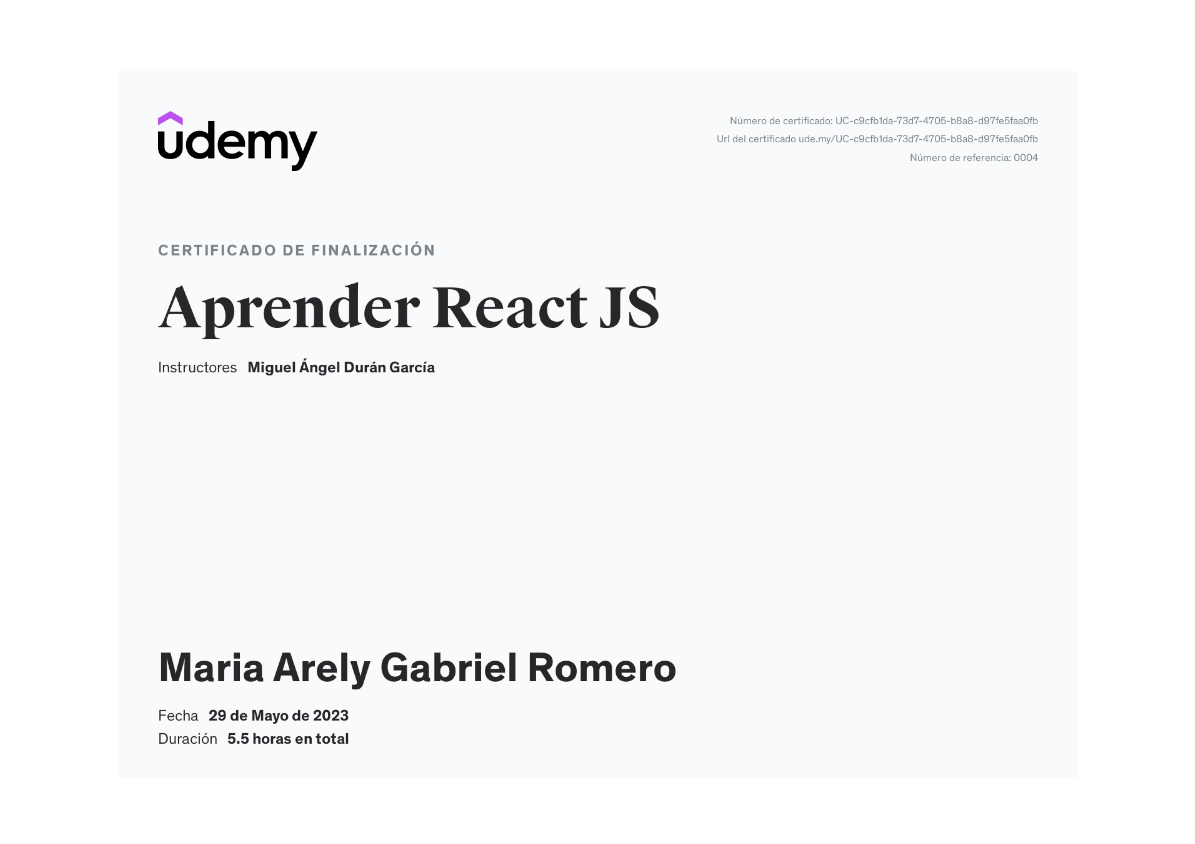 udemy
Número de certificado: UC-c9cfb1da-73d7-4705-b8a8-d97fe5faa0fb
Url del certificado ude.my/UC-c9cfb1da-73d7-4705-b8a8-d97fe5faa0fb
Número de referencia: 0004
CERTIFICADO DE FINALIZACIÓN
Aprender React JS
Instructores Miguel Ángel Durán García
Maria Arely Gabriel Romero
Fecha 29 de Mayo de 2023
Duración 5.5 horas en total